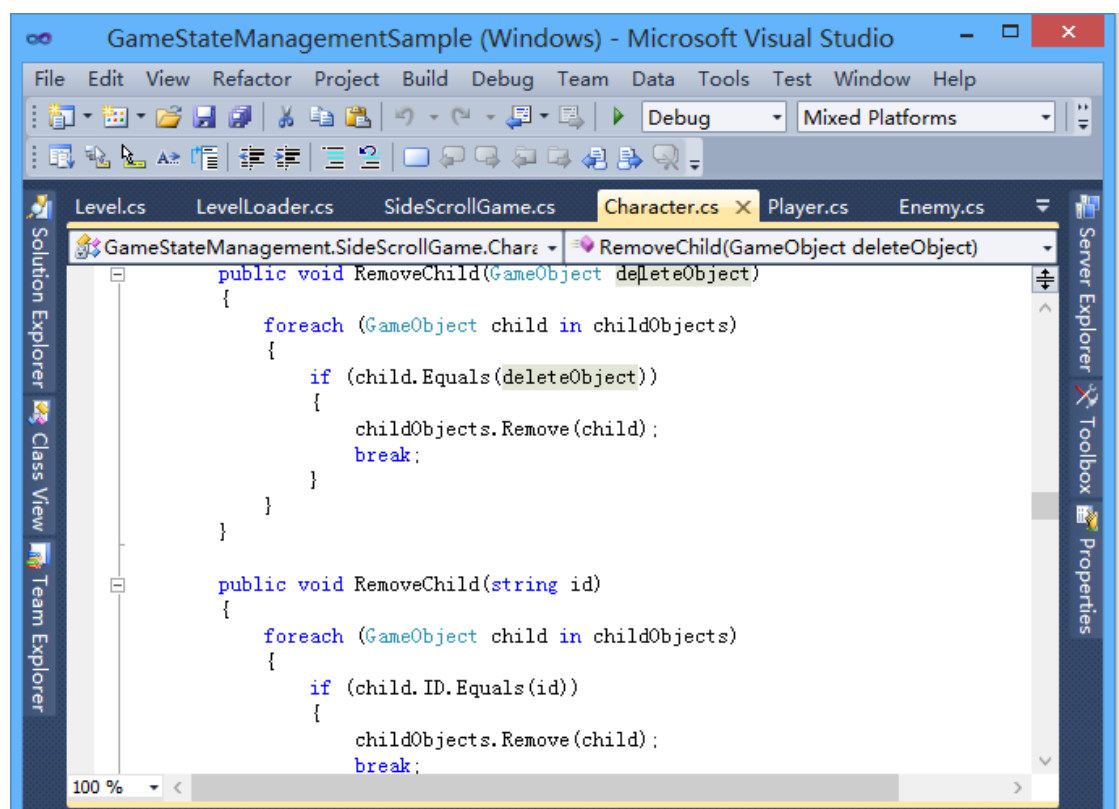 GameStateManagementSample (Windows) - Microsoft Visual Studio
File Edit View Refactor Project Build Debug Team Data Tools Test Window Help
Debug Mixed Platforms
Level.cs LevelLoader.cs SideScrollGame.cs Character.cs Player.cs Enemy.cs
GameStateManagement.SideScrollGame.Chara RemoveChild(GameObject deleteObject)
public void RemoveChild(GameObject deleteObject)
{
foreach (GameObject child in childObjects)
{
if (child.Equals(deleteObject))
{
childObjects.Remove(child);
break;
}
}
}
public void RemoveChild(string id)
{
foreach (GameObject child in childObjects)
{
if (child.ID.Equals(id))
{
childObjects.Remove(child);
break;
100 %
Solution Explorer
Class View
Team Explorer
Server Explorer
Toolbox
Properties